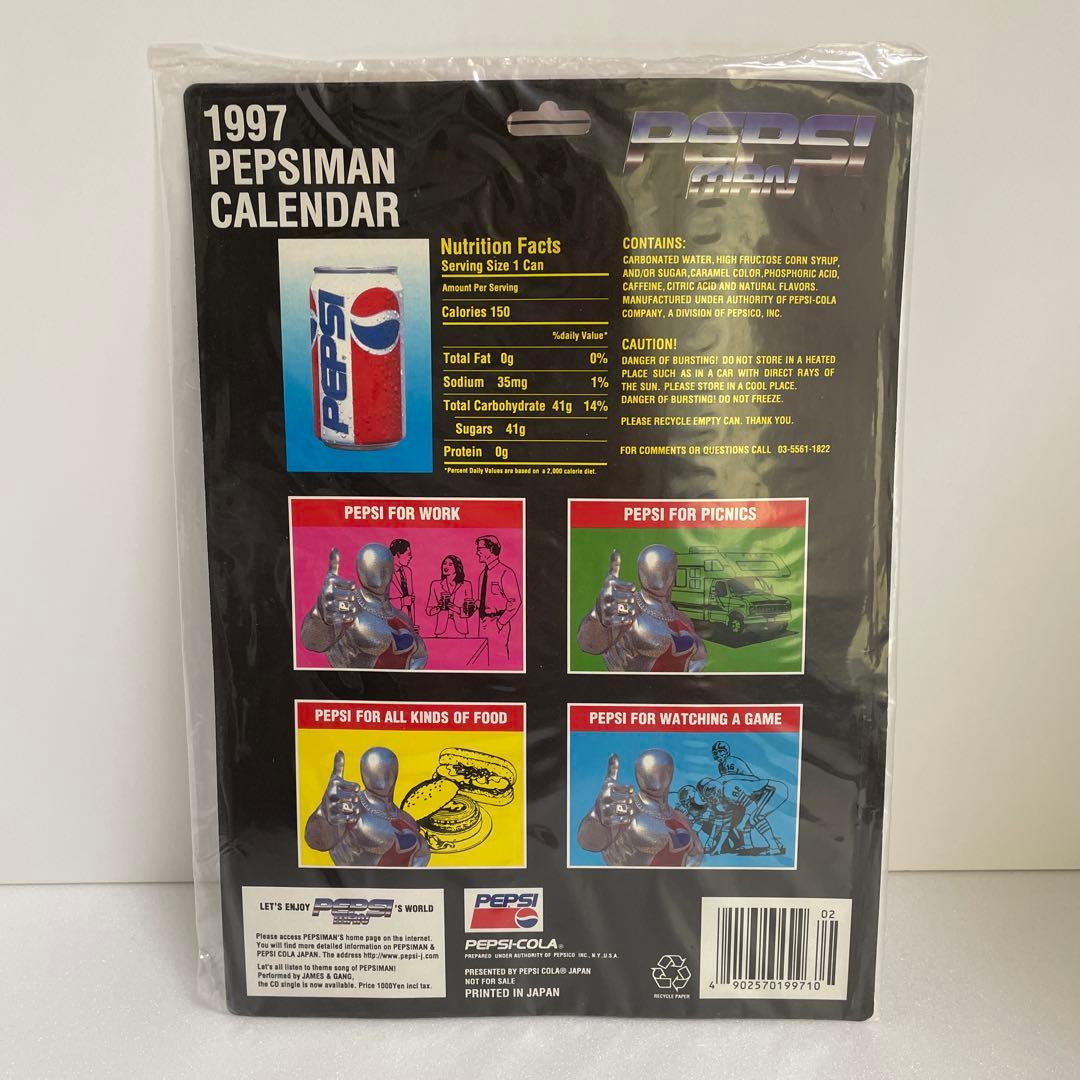 1997
PEPSIMAN
CALENDAR
PEPSI
MAN
PEPSI
Nutrition Facts
Serving Size 1 Can
Amount Per Serving
Calories 150
%daily Value*
Total Fat 0g 0%
Sodium 35mg 1%
Total Carbohydrate 41g 14%
Sugars 41g
Protein 0g
*Percent Daily Values are based on a 2,000 calorie diet.
CONTAINS:
CARBONATED WATER, HIGH FRUCTOSE CORN SYRUP,
AND/OR SUGAR,CARAMEL COLOR,PHOSPHORIC ACID,
CAFFEINE, CITRIC ACID AND NATURAL FLAVORS.
MANUFACTURED UNDER AUTHORITY OF PEPSI-COLA
COMPANY, A DIVISION OF PEPSICO, INC.
CAUTION!
DANGER OF BURSTING! DO NOT STORE IN A HEATED
PLACE SUCH AS IN A CAR WITH DIRECT RAYS OF
THE SUN. PLEASE STORE IN A COOL PLACE.
DANGER OF BURSTING! DO NOT FREEZE.
PLEASE RECYCLE EMPTY CAN. THANK YOU.
FOR COMMENTS OR QUESTIONS CALL 03-5561-1822
PEPSI FOR WORK
P
PEPSI FOR PICNICS
P
PEPSI FOR ALL KINDS OF FOOD
P
PEPSI FOR WATCHING A GAME
P
16
62
LET'S ENJOY PEPSI MAN 'S WORLD
Please access PEPSIMAN'S home page on the internet.
You will find more detailed information on PEPSIMAN &
PEPSI COLA JAPAN. The address http://www.pepsi-j.com
Let's all listen to theme song of PEPSIMAN!
Performed by JAMES & GANG,
the CD single is now available. Price 1000Yen incl tax.
PEPSI
PEPSI-COLA®
PREPARED UNDER AUTHORITY OF PEPSICO INC., N.Y.,U.S.A.
PRESENTED BY PEPSI COLA® JAPAN
NOT FOR SALE
PRINTED IN JAPAN
RECYCLE PAPER
02
4 902570199710